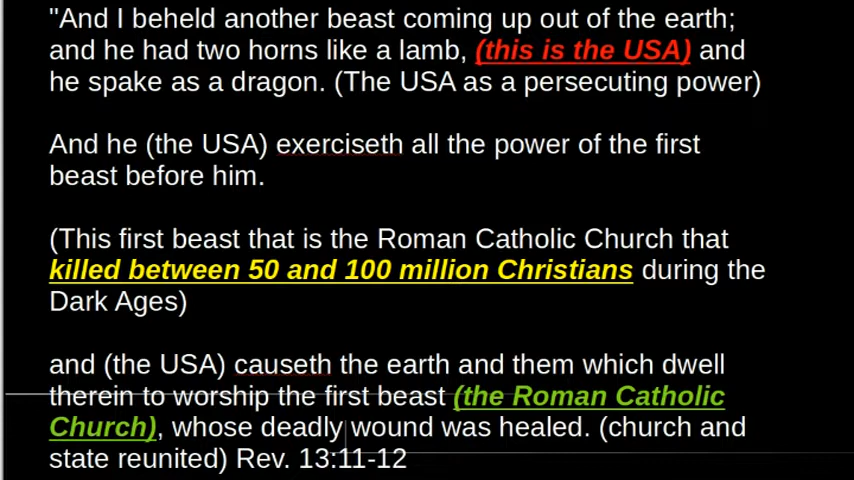 "And I beheld another beast coming up out of the earth;
and he had two horns like a lamb, (this is the USA) and
he spake as a dragon. (The USA as a persecuting power)
And he (the USA) exerciseth all the power of the first
beast before him.
(This first beast that is the Roman Catholic Church that
killed between 50 and 100 million Christians during the
Dark Ages)
and (the USA) causeth the earth and them which dwell
therein to worship the first beast (the Roman Catholic
Church), whose deadly wound was healed. (church and
state reunited) Rev. 13:11-12